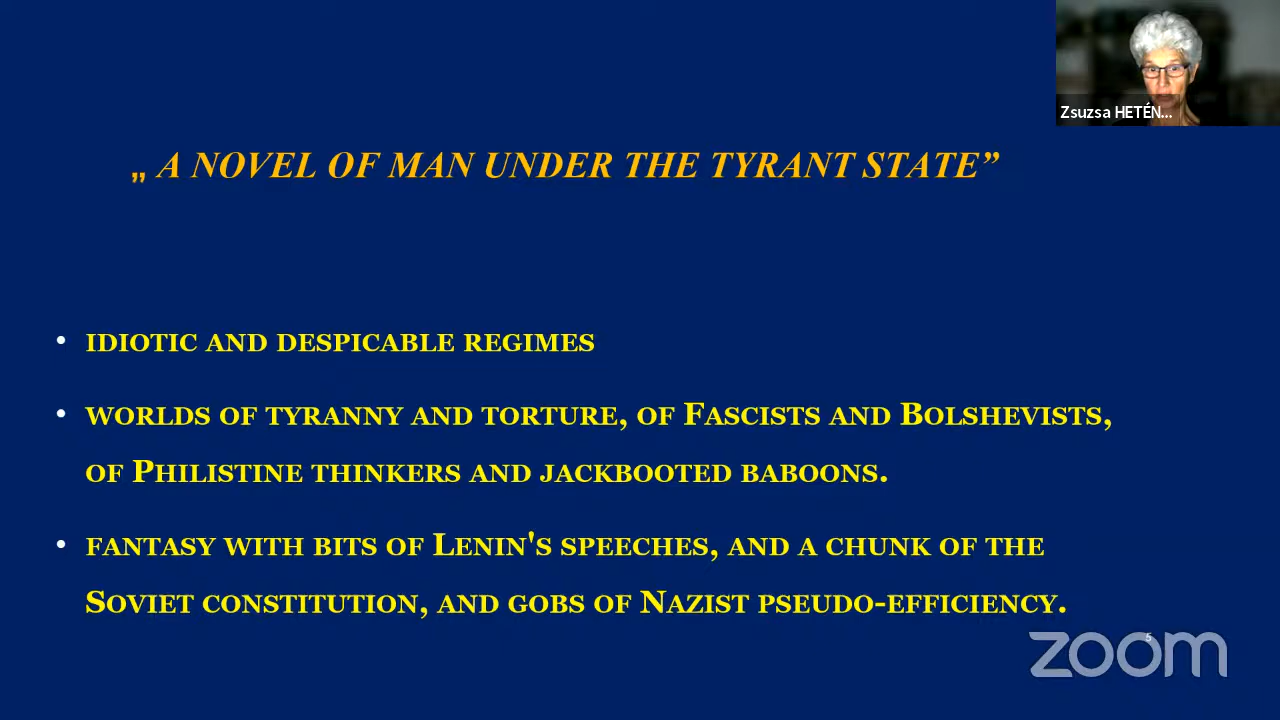 Zsuzsa HETÉN...
„ A NOVEL OF MAN UNDER THE TYRANT STATE”
• IDIOTIC AND DESPICABLE REGIMES
• WORLDS OF TYRANNY AND TORTURE, OF FASCISTS AND BOLSHEVISTS,
OF PHILISTINE THINKERS AND JACKBOOTED BABOONS.
• FANTASY WITH BITS OF LENIN'S SPEECHES, AND A CHUNK OF THE
SOVIET CONSTITUTION, AND GOBS OF NAZIST PSEUDO-EFFICIENCY.
5
zoom